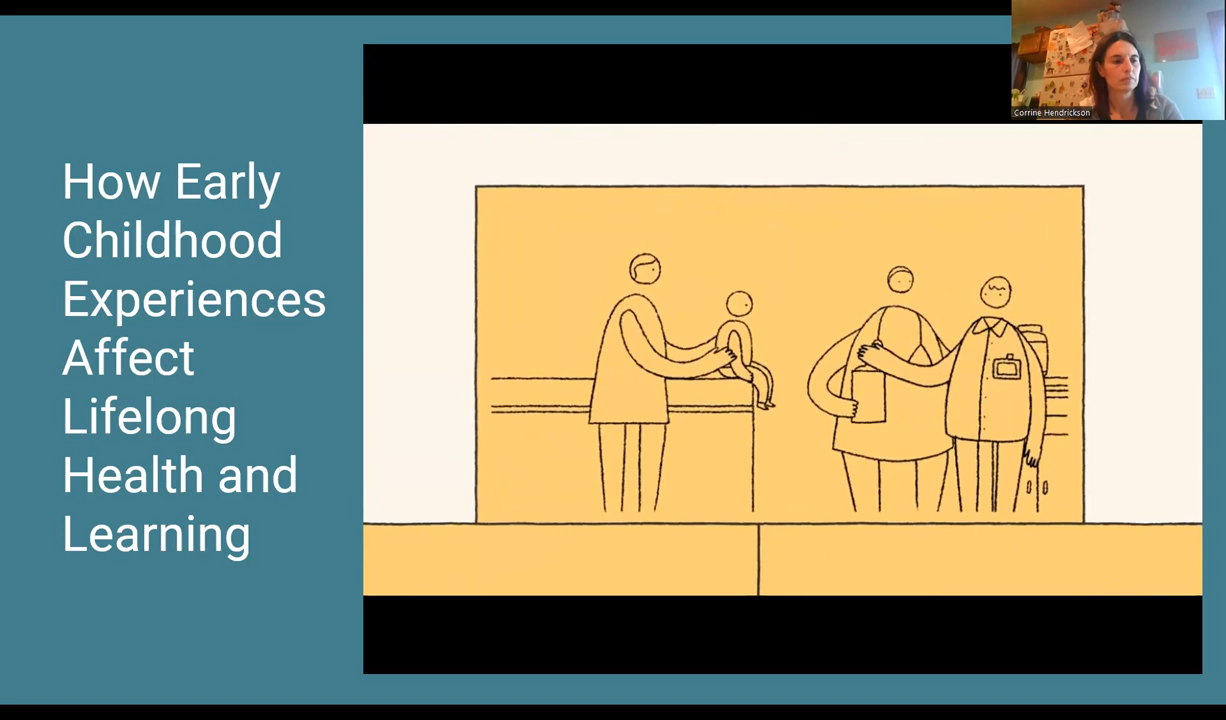 How Early
Childhood
Experiences
Affect
Lifelong
Health and
Learning
Corrine Hendrickson